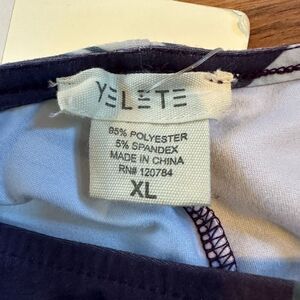 YELETE
95% POLYESTER
5% SPANDEX
MADE IN CHINA
RN# 120784
XL